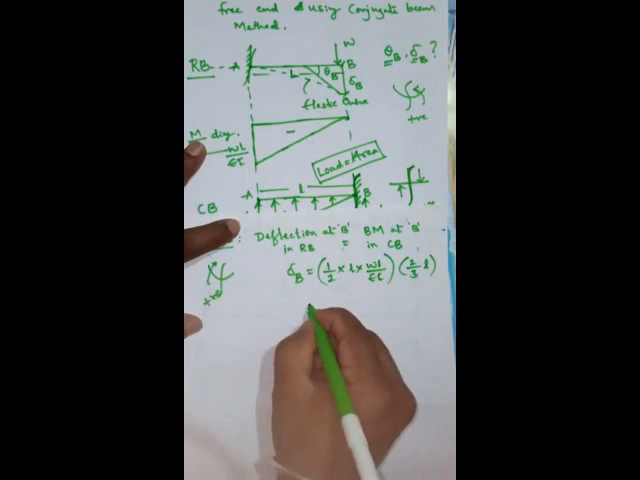 free end using Conjugate beam
Method.
W
RB A B θB, δB?
L θB δB
Elastic Curve
+ve
M diag. -
Wl/EI
Load = Area
A l B
CB
Deflection at 'B' BM at 'B'
in RB = in CB
δB = (1/2 × l × Wl/EI) (2/3 l)
+ve